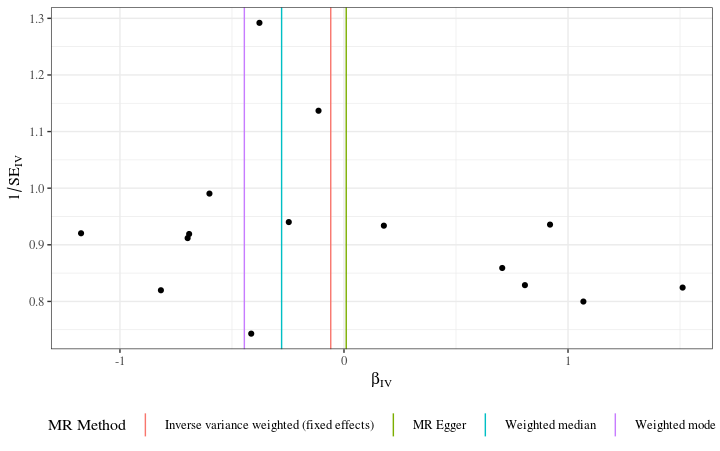 1.3
1.2
1.1
1.0
0.9
0.8
1/SE_IV
-1
0
1
β_IV
MR Method
Inverse variance weighted (fixed effects)
MR Egger
Weighted median
Weighted mode